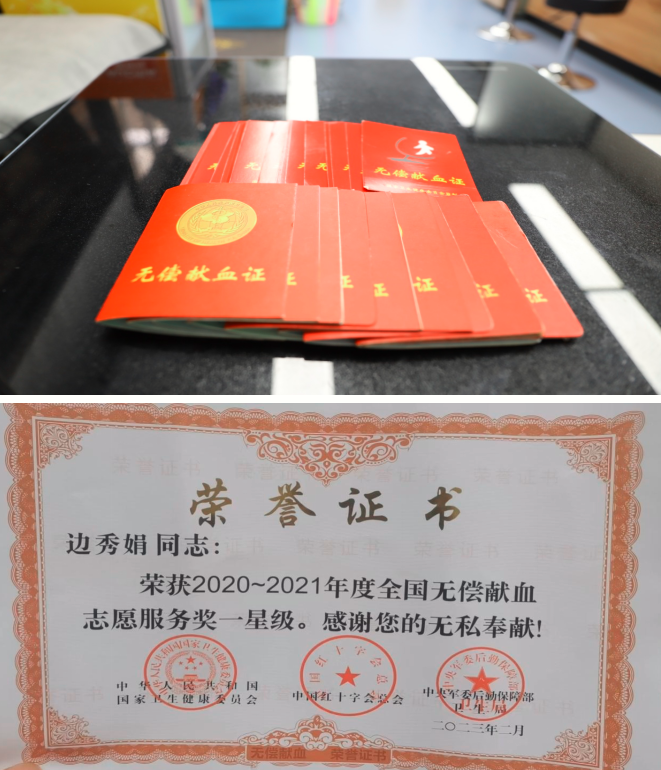 无偿献血证
无偿献血证
证
证
证
证
荣誉证书
边秀娟同志:
荣获2020~2021年度全国无偿献血
志愿服务奖一星级。感谢您的无私奉献!
中华人民共和国
国家卫生健康委员会
中国红十字会总会
中央军委后勤保障部
卫生局
二〇二三年二月
无偿献血 荣誉证书